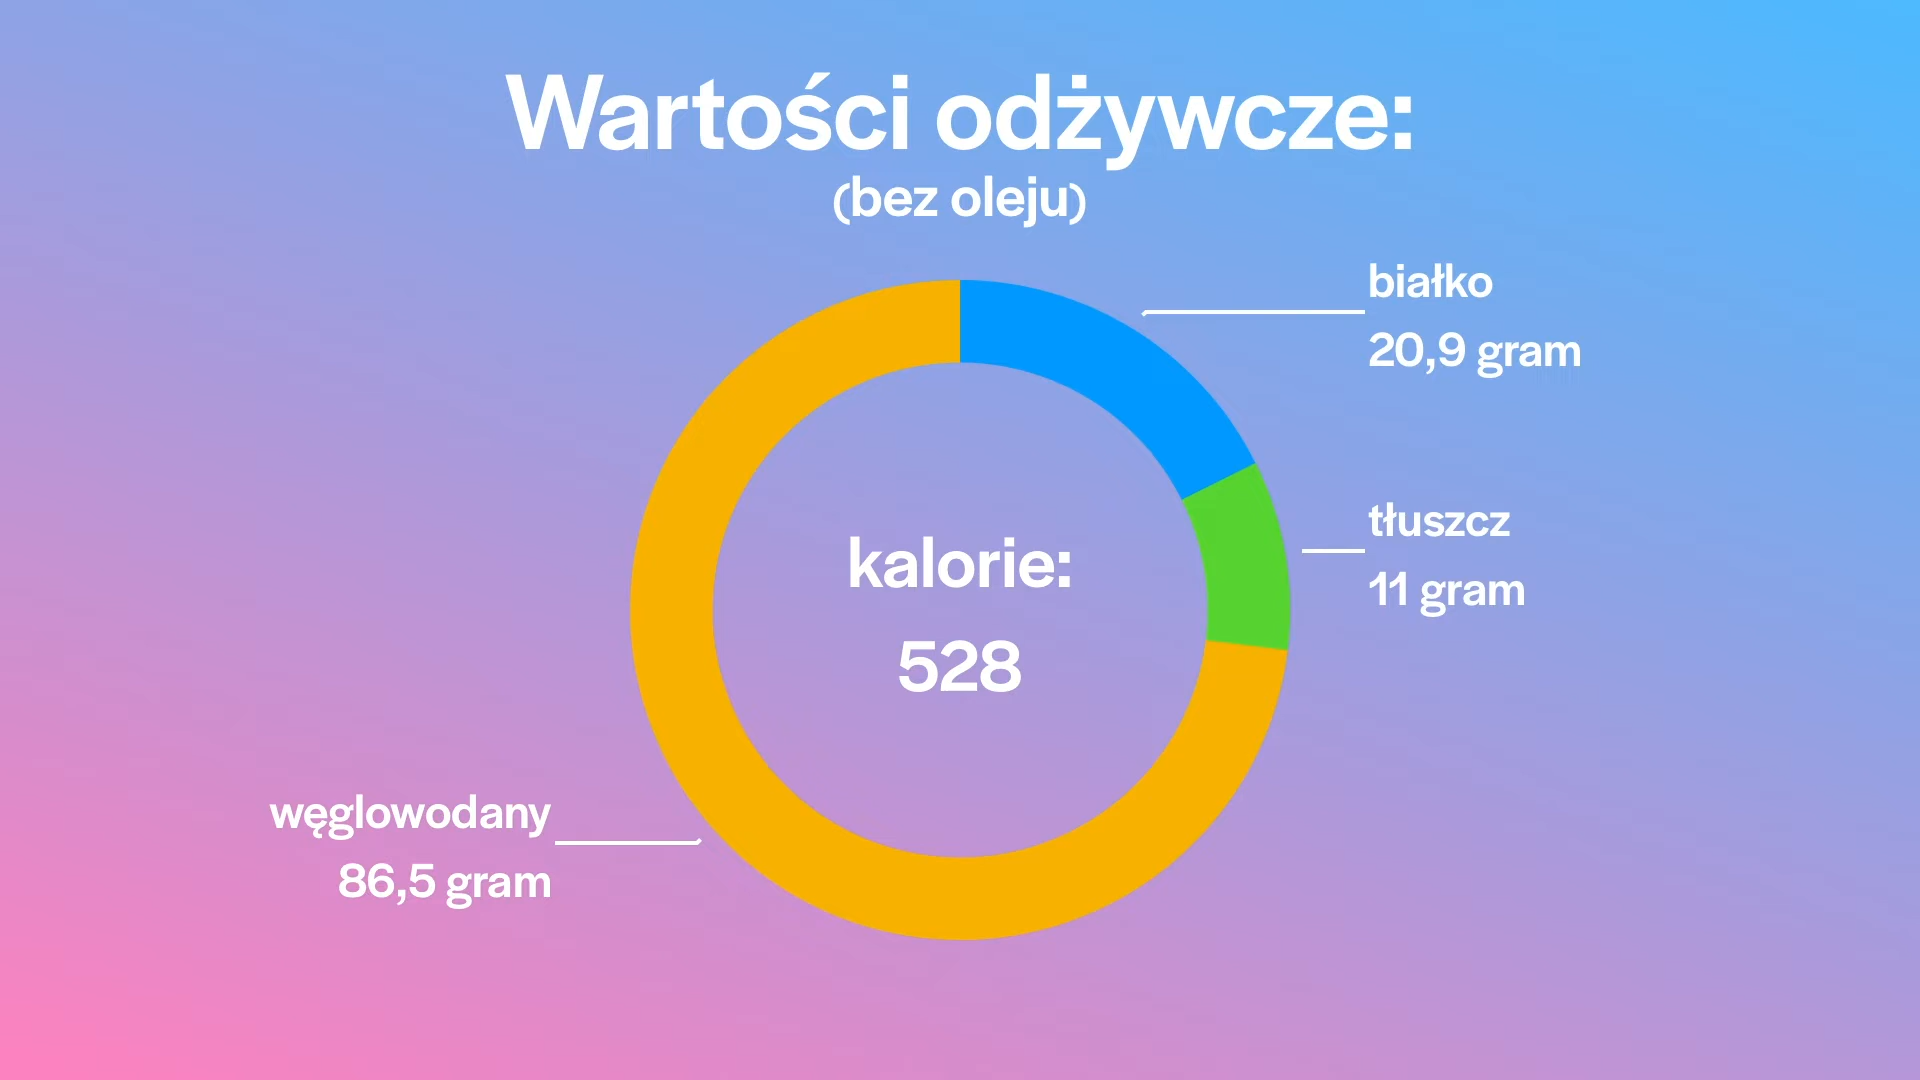 Wartości odżywcze:
(bez oleju)
białko
20,9 gram
tłuszcz
11 gram
kalorie:
528
węglowodany
86,5 gram